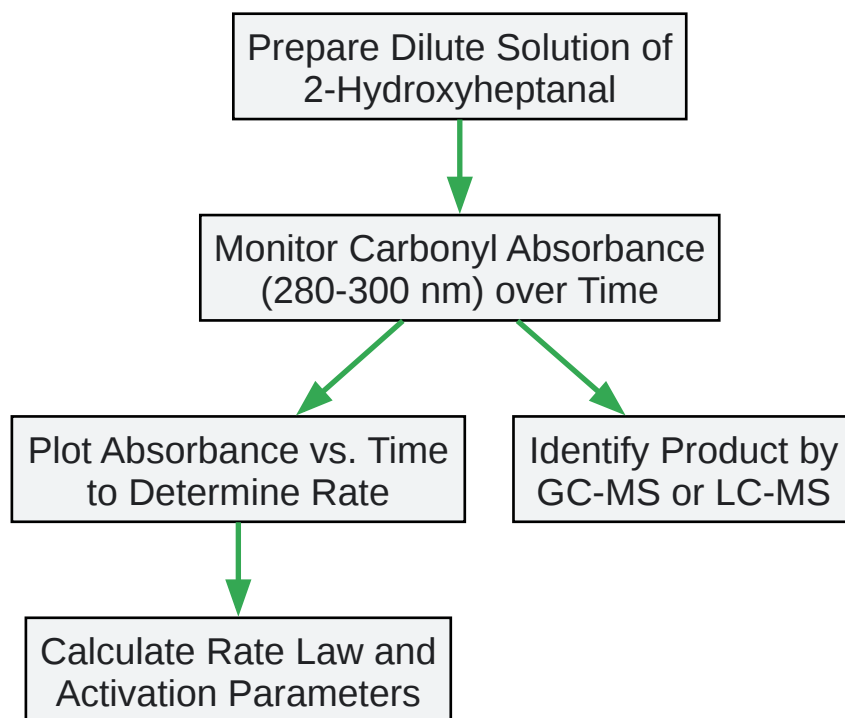 Prepare Dilute Solution of
2-Hydroxyheptanal
Monitor Carbonyl Absorbance
(280-300 nm) over Time
Plot Absorbance vs. Time
to Determine Rate
Identify Product by
GC-MS or LC-MS
Calculate Rate Law and
Activation Parameters